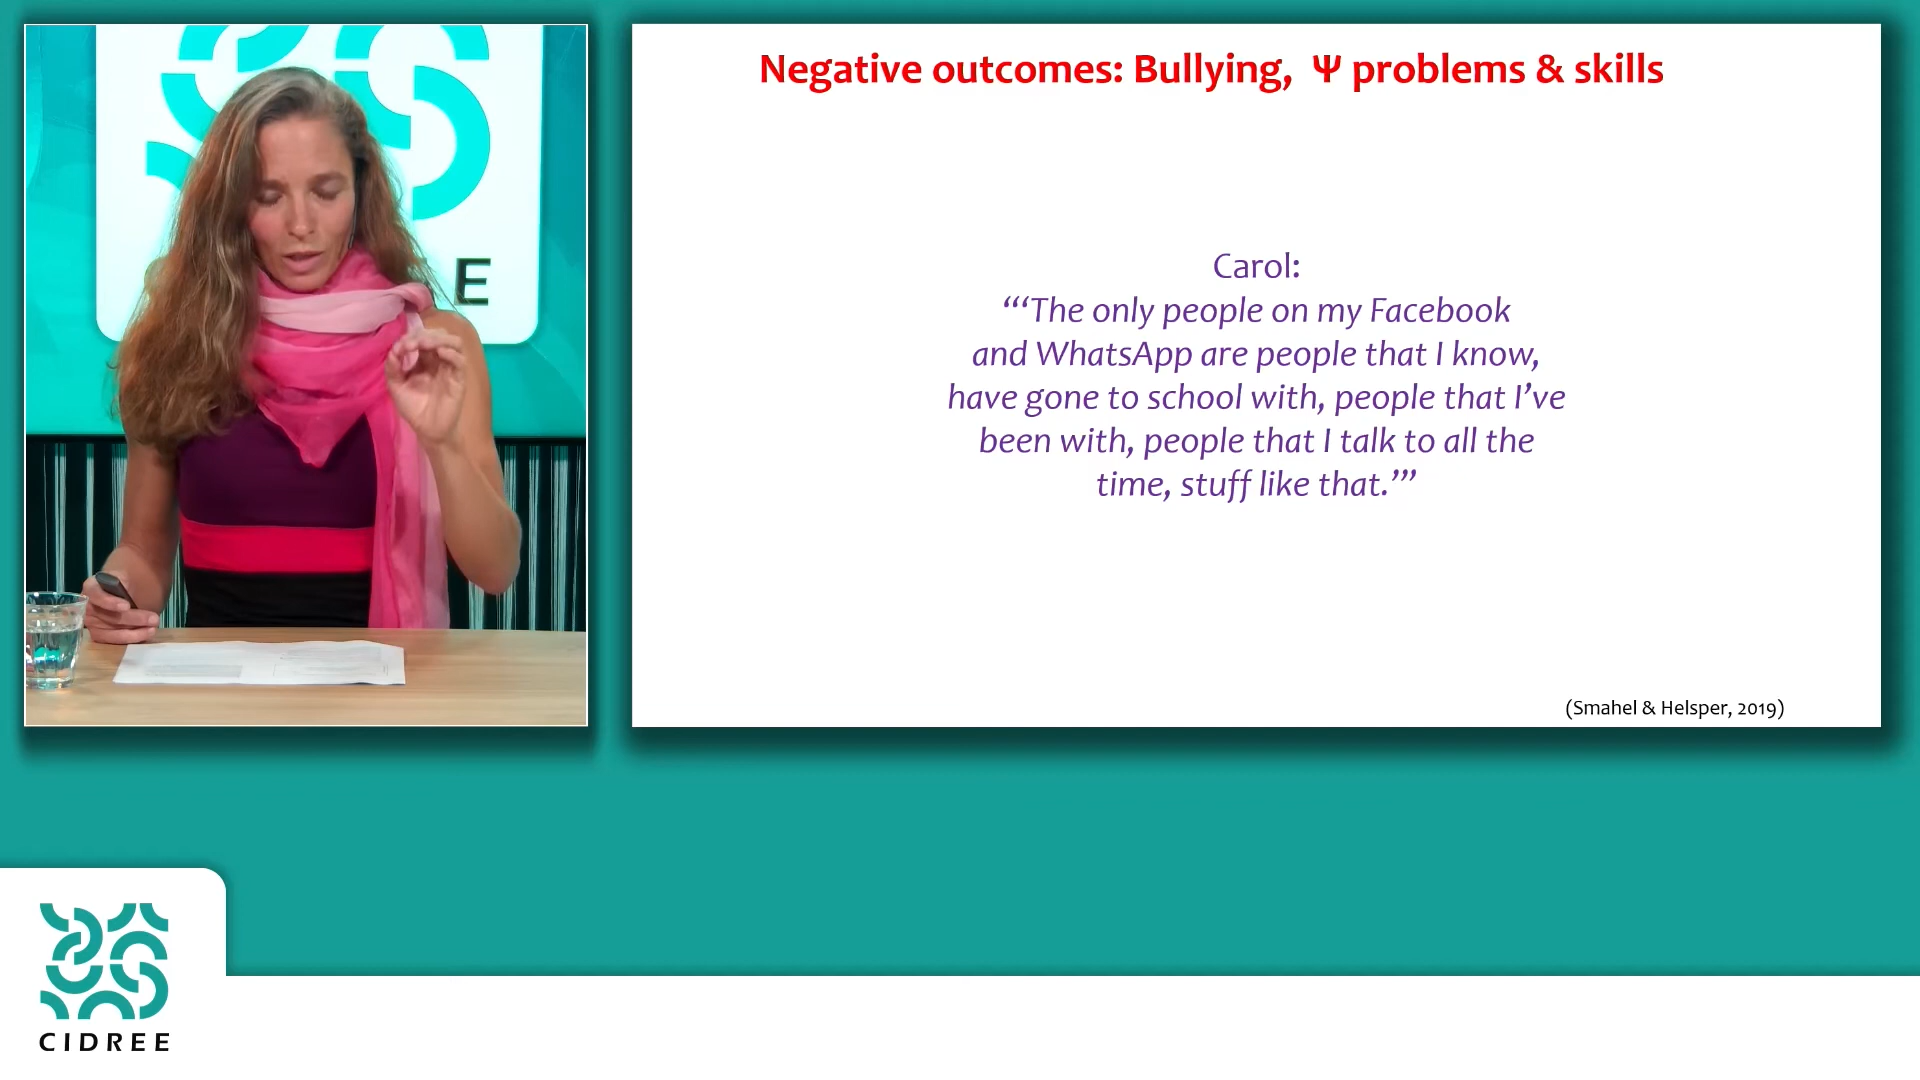 E
Negative outcomes: Bullying, Ψ problems & skills
Carol:
“‘The only people on my Facebook
and WhatsApp are people that I know,
have gone to school with, people that I’ve
been with, people that I talk to all the
time, stuff like that.’”
(Smahel & Helsper, 2019)
CIDREE